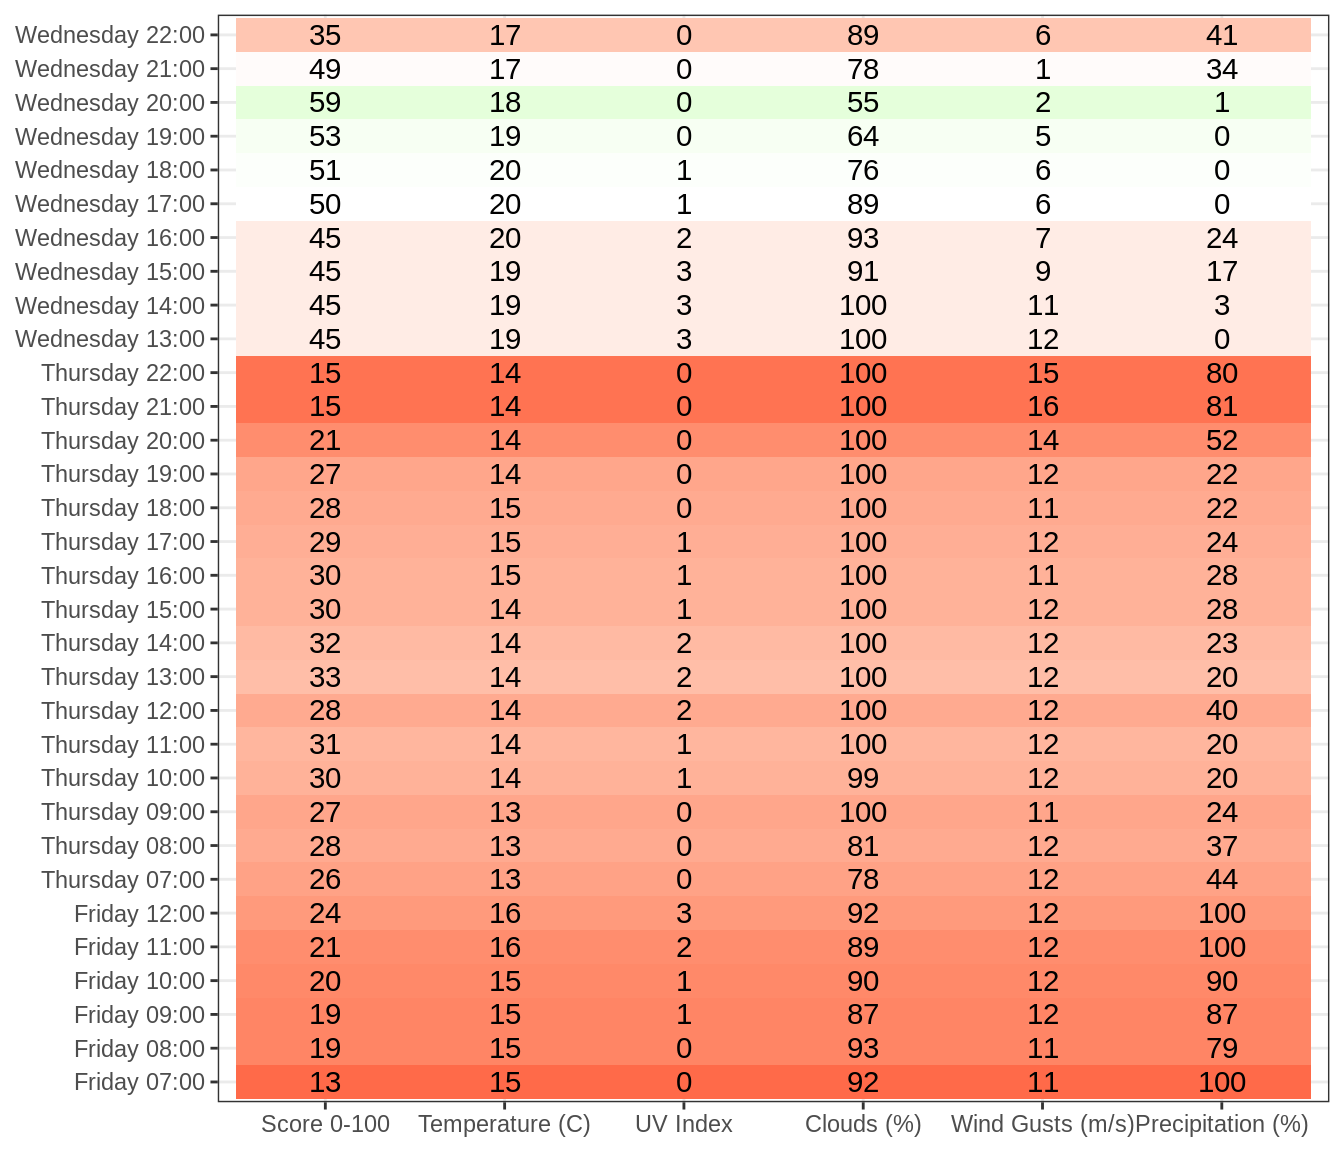 Wednesday 22:00 35 17 0 89 6 41
Wednesday 21:00 49 17 0 78 1 34
Wednesday 20:00 59 18 0 55 2 1
Wednesday 19:00 53 19 0 64 5 0
Wednesday 18:00 51 20 1 76 6 0
Wednesday 17:00 50 20 1 89 6 0
Wednesday 16:00 45 20 2 93 7 24
Wednesday 15:00 45 19 3 91 9 17
Wednesday 14:00 45 19 3 100 11 3
Wednesday 13:00 45 19 3 100 12 0
Thursday 22:00 15 14 0 100 15 80
Thursday 21:00 15 14 0 100 16 81
Thursday 20:00 21 14 0 100 14 52
Thursday 19:00 27 14 0 100 12 22
Thursday 18:00 28 15 0 100 11 22
Thursday 17:00 29 15 1 100 12 24
Thursday 16:00 30 15 1 100 11 28
Thursday 15:00 30 14 1 100 12 28
Thursday 14:00 32 14 2 100 12 23
Thursday 13:00 33 14 2 100 12 20
Thursday 12:00 28 14 2 100 12 40
Thursday 11:00 31 14 1 100 12 20
Thursday 10:00 30 14 1 99 12 20
Thursday 09:00 27 13 0 100 11 24
Thursday 08:00 28 13 0 81 12 37
Thursday 07:00 26 13 0 78 12 44
Friday 12:00 24 16 3 92 12 100
Friday 11:00 21 16 2 89 12 100
Friday 10:00 20 15 1 90 12 90
Friday 09:00 19 15 1 87 12 87
Friday 08:00 19 15 0 93 11 79
Friday 07:00 13 15 0 92 11 100
Score 0-100 Temperature (C) UV Index Clouds (%) Wind Gusts (m/s) Precipitation (%)